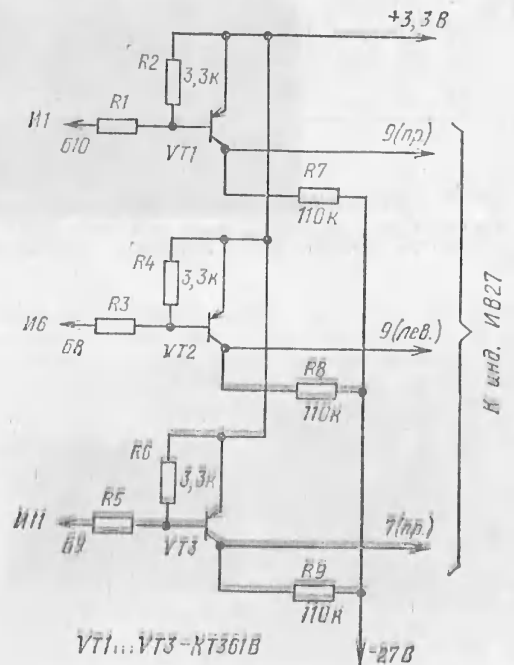 +3,3В
R2
3,3к
И1
R1
Б10
VT1
9(пр)
R7
110к
R4
3,3к
И6
R3
Б8
VT2
9(лев.)
R8
110к
К инд. ИВ27
R6
3,3к
И11
R5
Б9
VT3
7(пр.)
R9
110к
VT1...VT3-КТ361В
-27В